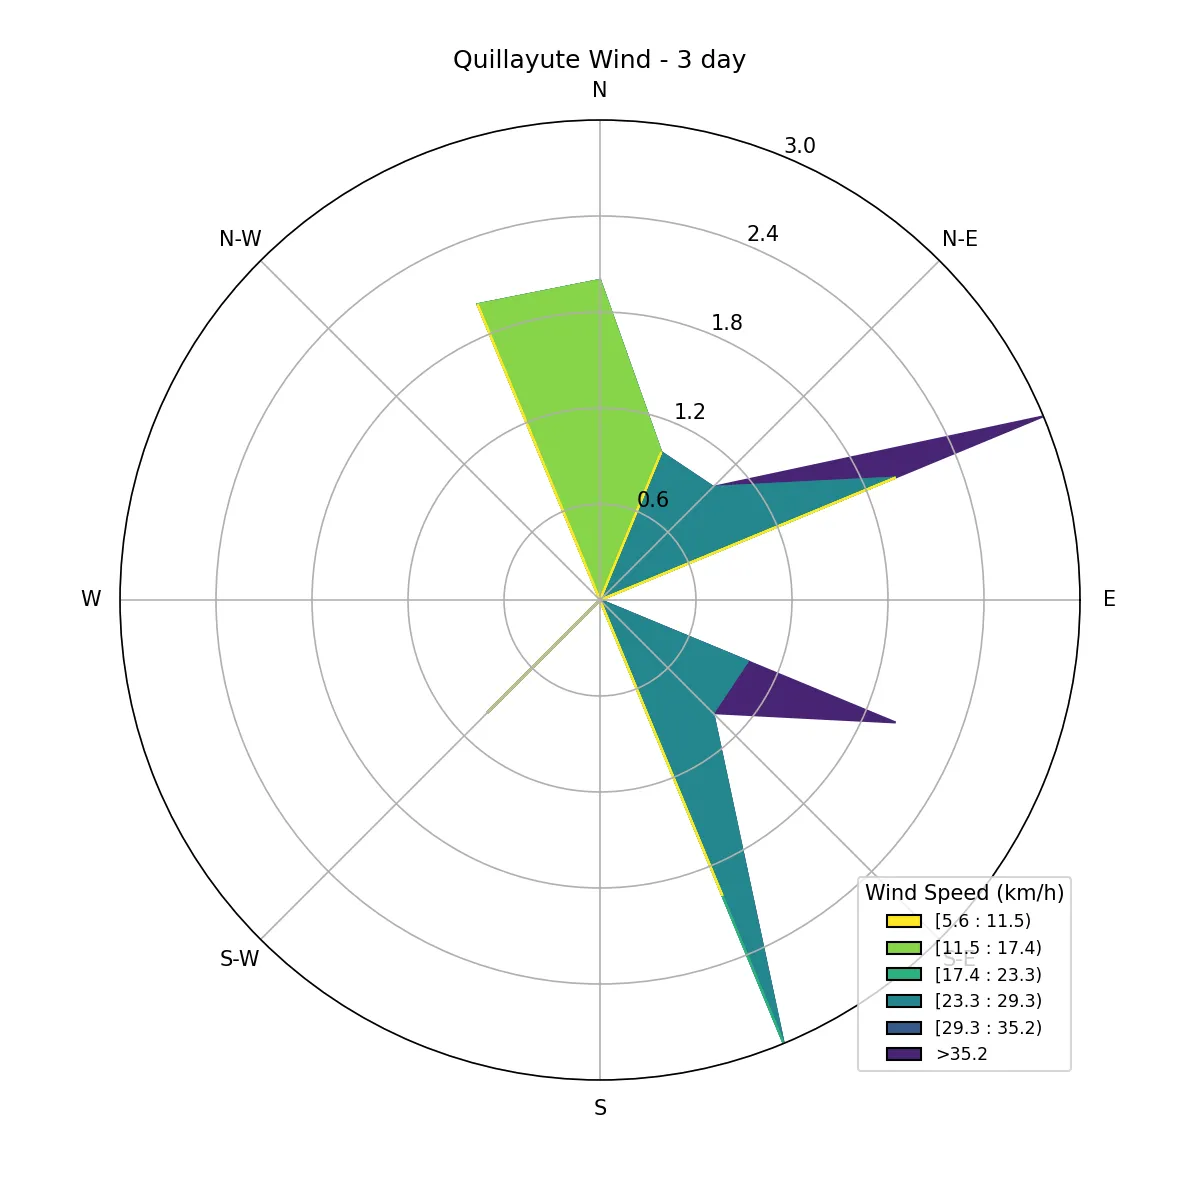 Quillayute Wind - 3 day
N
3.0
N-W
N-E
2.4
1.8
1.2
0.6
W
E
S-W
S-E
S
Wind Speed (km/h)
[5.6 : 11.5)
[11.5 : 17.4)
[17.4 : 23.3)
[23.3 : 29.3)
[29.3 : 35.2)
>35.2